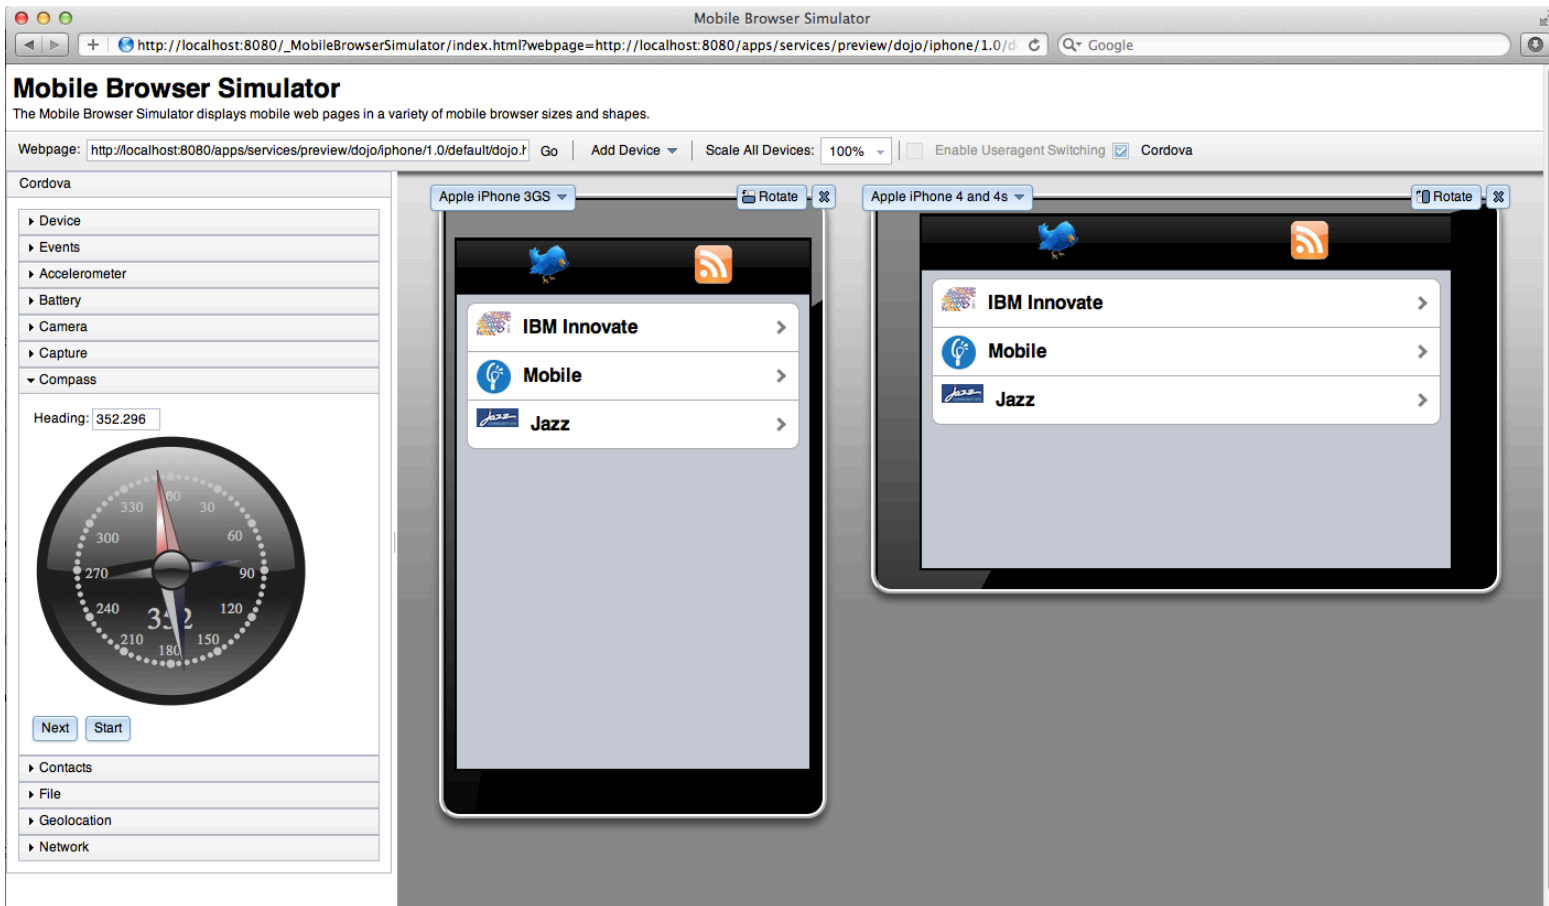 Mobile Browser Simulator
http://localhost:8080/_MobileBrowserSimulator/index.html?webpage=http://localhost:8080/apps/services/preview/dojo/iphone/1.0/d
Google
Mobile Browser Simulator
The Mobile Browser Simulator displays mobile web pages in a variety of mobile browser sizes and shapes.
Webpage: http://localhost:8080/apps/services/preview/dojo/iphone/1.0/default/dojo.h Go Add Device Scale All Devices: 100% Enable Useragent Switching Cordova
Cordova
Device
Events
Accelerometer
Battery
Camera
Capture
Compass
Heading: 352.296
330 60 30
300 60
270 90
240 352 120
210 180 150
Next Start
Contacts
File
Geolocation
Network
Apple iPhone 3GS Rotate
IBM Innovate
Mobile
Jazz
Apple iPhone 4 and 4s Rotate
IBM Innovate
Mobile
Jazz